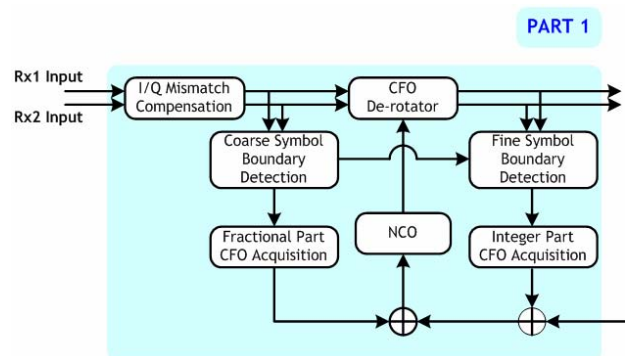 PART 1
Rx1 Input
Rx2 Input
I/Q Mismatch
Compensation
CFO
De-rotator
Coarse Symbol
Boundary
Detection
Fine Symbol
Boundary
Detection
Fractional Part
CFO Acquisition
NCO
Integer Part
CFO Acquisition